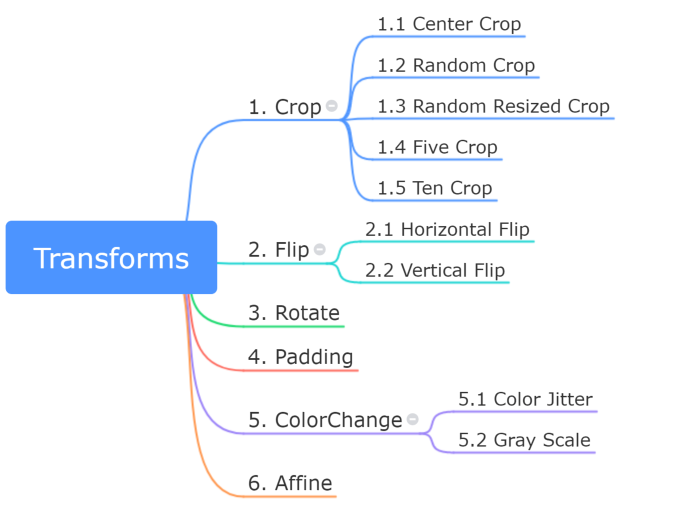 Transforms
1. Crop
1.1 Center Crop
1.2 Random Crop
1.3 Random Resized Crop
1.4 Five Crop
1.5 Ten Crop
2. Flip
2.1 Horizontal Flip
2.2 Vertical Flip
3. Rotate
4. Padding
5. ColorChange
5.1 Color Jitter
5.2 Gray Scale
6. Affine